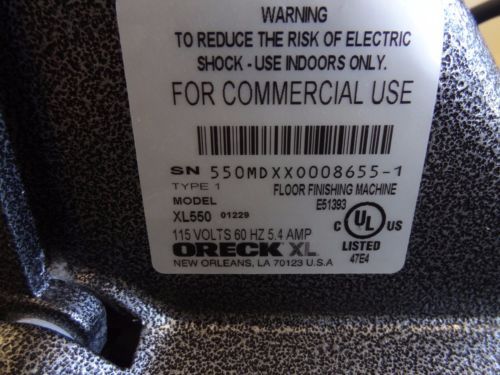 WARNING
TO REDUCE THE RISK OF ELECTRIC
SHOCK - USE INDOORS ONLY.
FOR COMMERCIAL USE
SN 550MDXX0008655-1
TYPE 1 FLOOR FINISHING MACHINE
MODEL E51393
XL550 01229 C UL US
115 VOLTS 60 HZ 5.4 AMP LISTED
ORECK XL 47E4
NEW ORLEANS, LA 70123 U.S.A